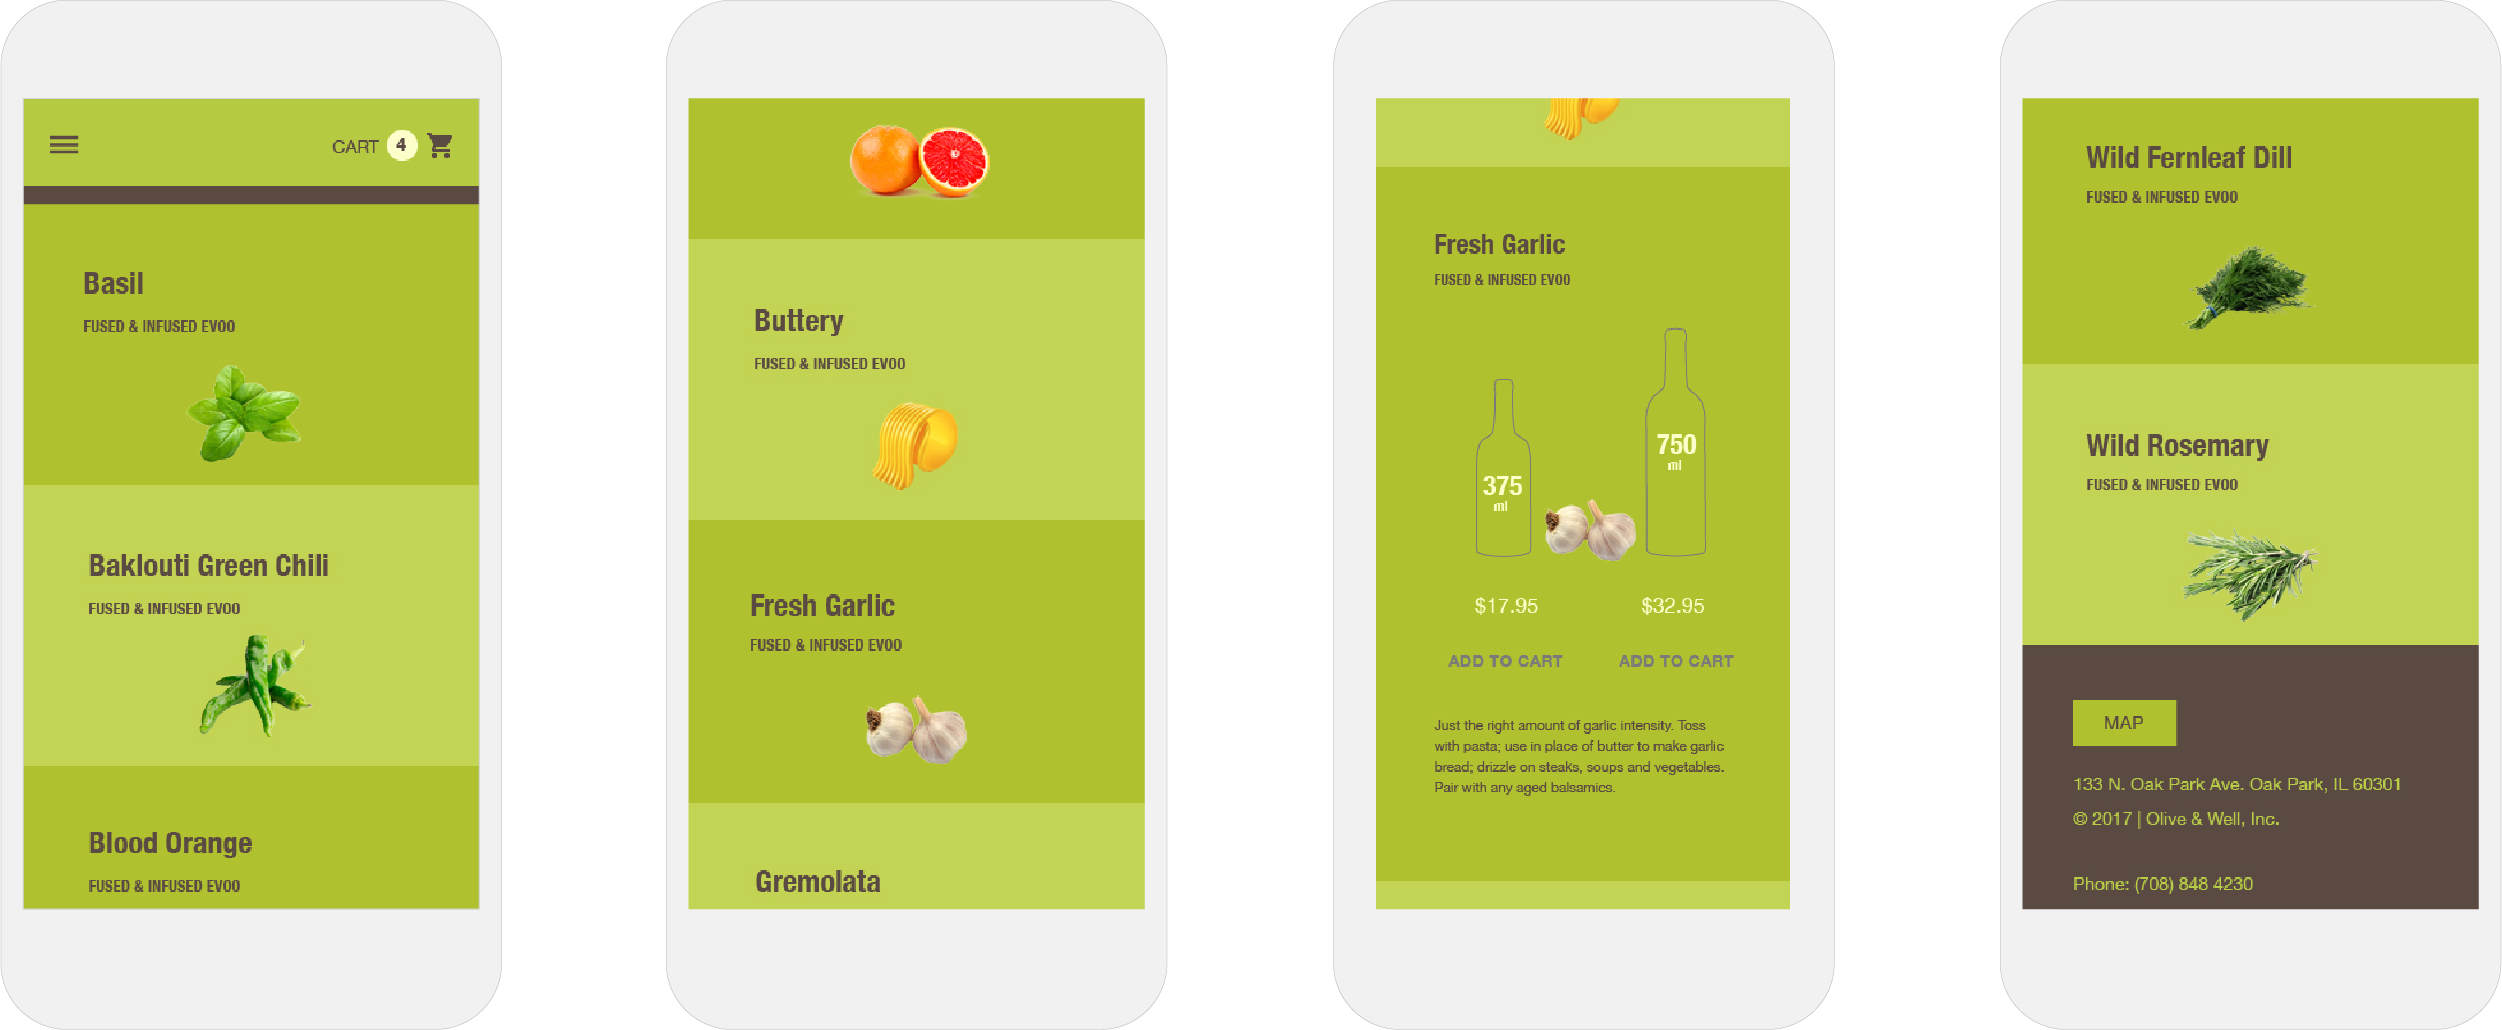 CART 4
Basil
FUSED & INFUSED EVOO
Baklouti Green Chili
FUSED & INFUSED EVOO
Blood Orange
FUSED & INFUSED EVOO
Buttery
FUSED & INFUSED EVOO
Fresh Garlic
FUSED & INFUSED EVOO
Gremolata
Fresh Garlic
FUSED & INFUSED EVOO
375
ml
750
ml
$17.95
$32.95
ADD TO CART
ADD TO CART
Just the right amount of garlic intensity. Toss
with pasta; use in place of butter to make garlic
bread; drizzle on steaks, soups and vegetables.
Pair with any aged balsamics.
Wild Fernleaf Dill
FUSED & INFUSED EVOO
Wild Rosemary
FUSED & INFUSED EVOO
MAP
133 N. Oak Park Ave. Oak Park, IL 60301
© 2017 | Olive & Well, Inc.
Phone: (708) 848 4230